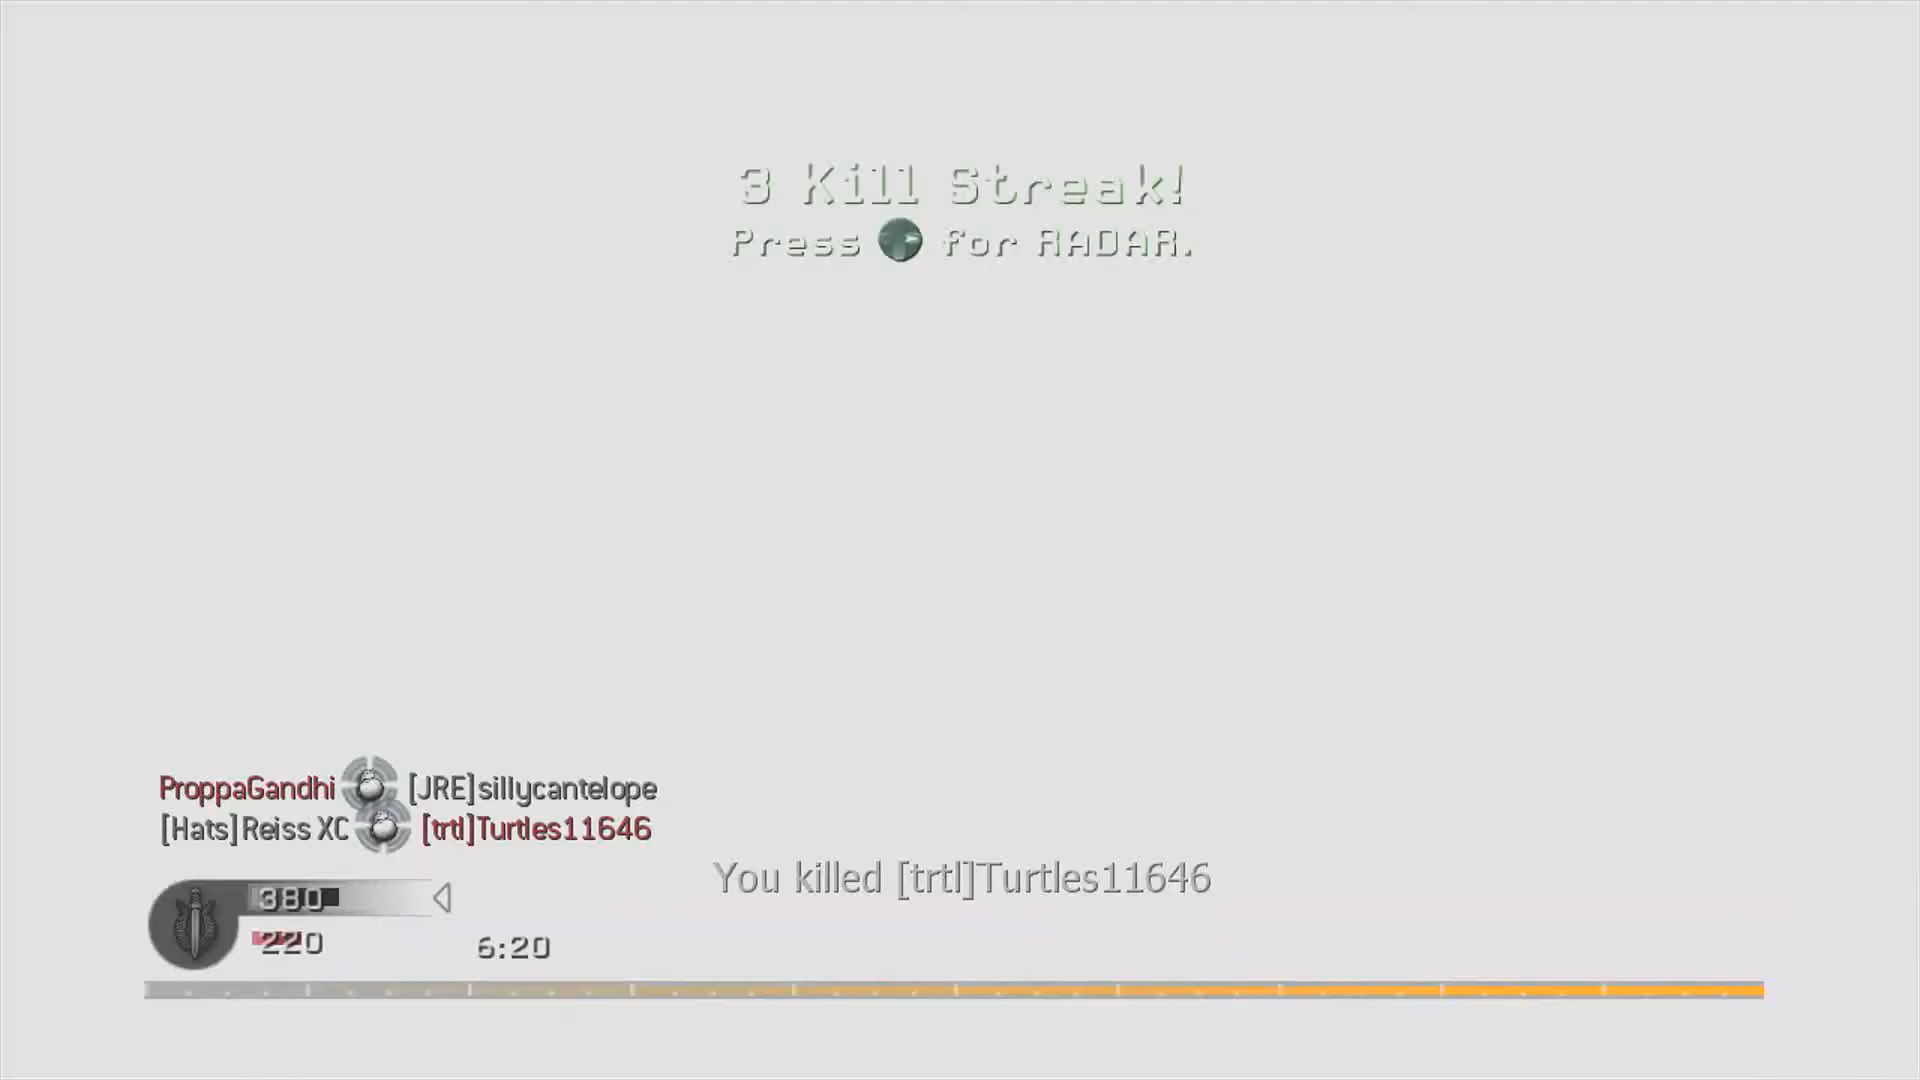 3 Kill Streak!
Press for RADAR.
ProppaGandhi [JRE]sillycantelope
[Hats]Reiss XC [trtl]Turtles11646
You killed [trtl]Turtles11646
380
220
6:20